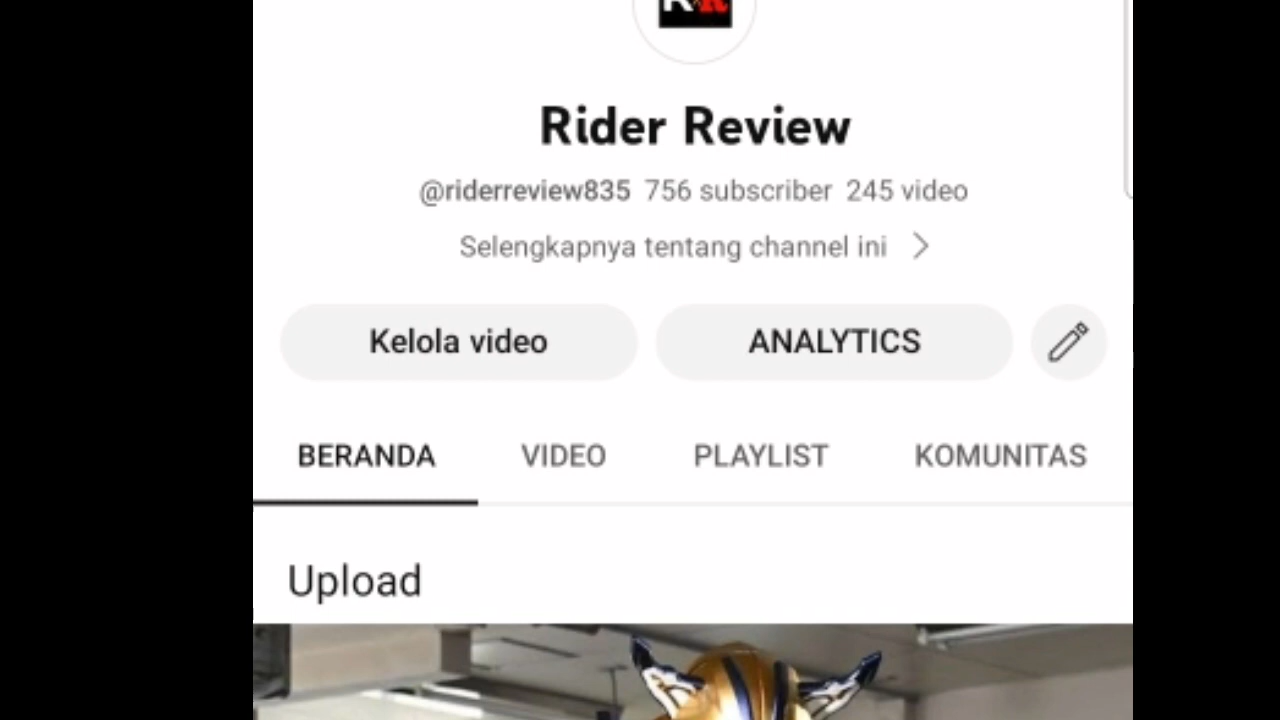 Rider Review
@riderreview835 756 subscriber 245 video
Selengkapnya tentang channel ini
Kelola video ANALYTICS
BERANDA VIDEO PLAYLIST KOMUNITAS
Upload